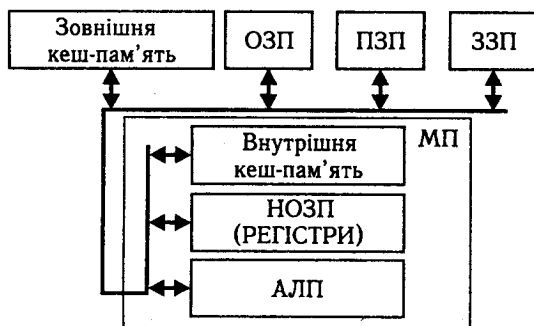 Зовнішня
кеш-пам'ять
ОЗП
ПЗП
ЗЗП
МП
Внутрішня
кеш-пам'ять
НОЗП
(РЕГІСТРИ)
АЛП